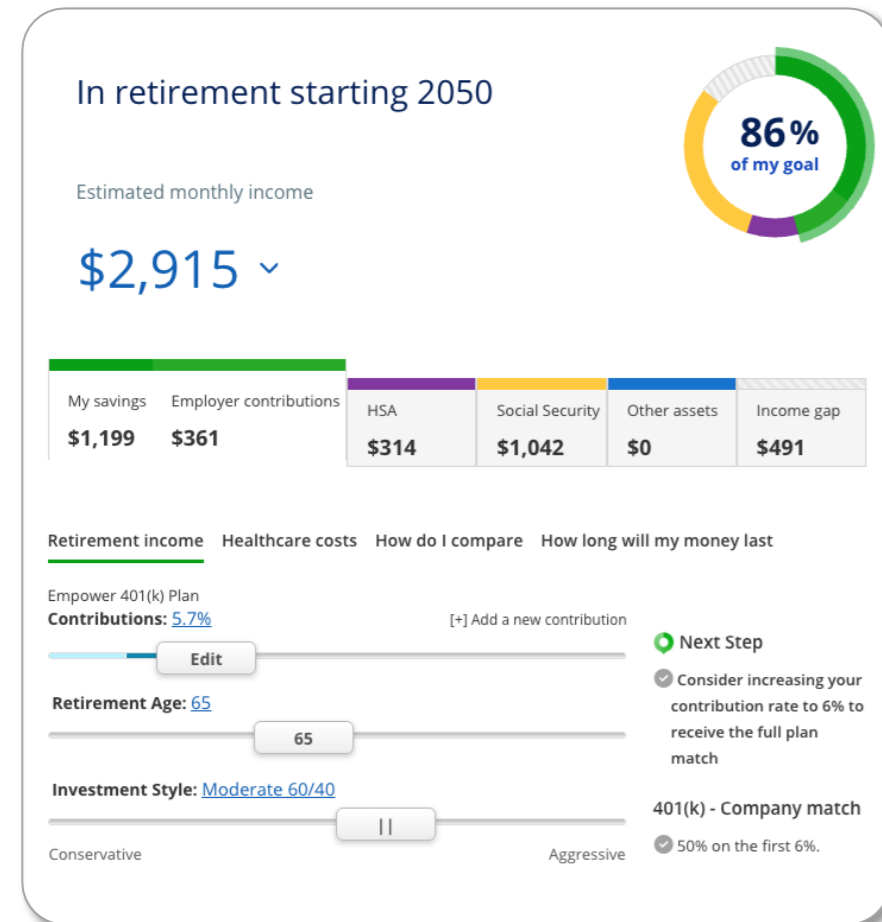 In retirement starting 2050
86%
of my goal
Estimated monthly income
$2,915
My savings
$1,199
Employer contributions
$361
HSA
$314
Social Security
$1,042
Other assets
$0
Income gap
$491
Retirement income
Healthcare costs
How do I compare
How long will my money last
Empower 401(k) Plan
Contributions: 5.7%
[+] Add a new contribution
Edit
Retirement Age: 65
65
Investment Style: Moderate 60/40
Conservative
Aggressive
Next Step
Consider increasing your
contribution rate to 6% to
receive the full plan
match
401(k) - Company match
50% on the first 6%.